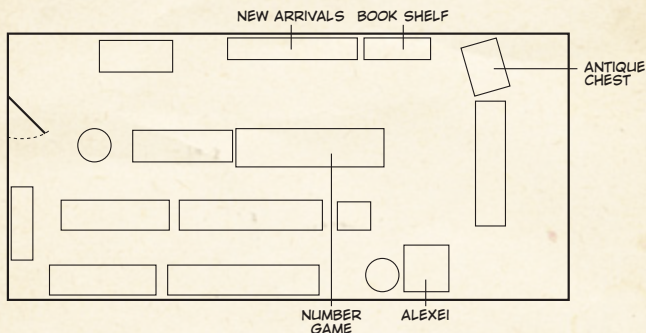 NEW ARRIVALS
BOOK SHELF
ANTIQUE
CHEST
NUMBER
GAME
ALEXEI